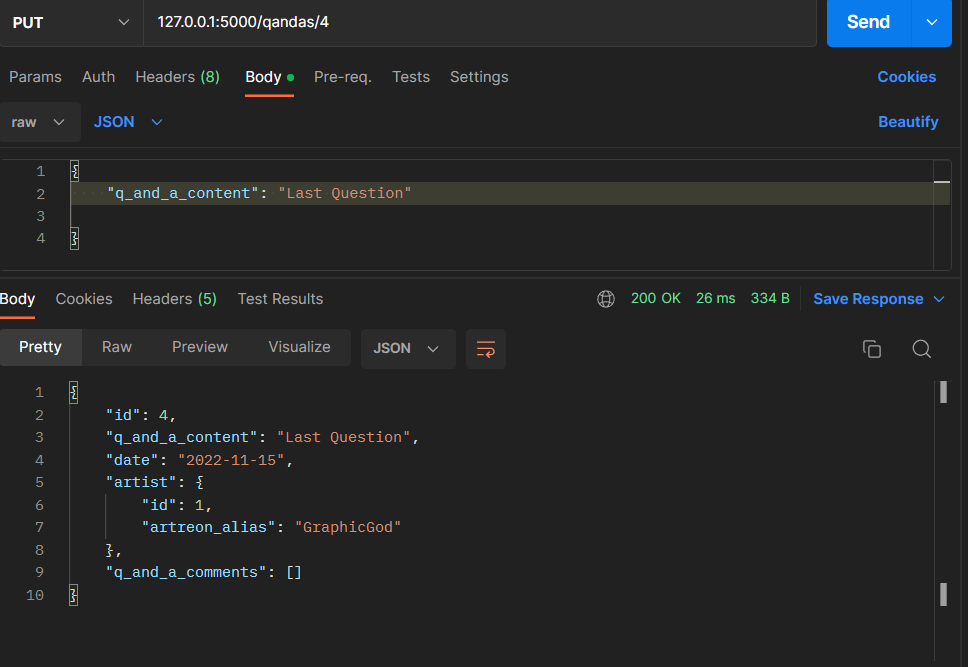 PUT 127.0.0.1:5000/qandas/4 Send
Params Auth Headers (8) Body Pre-req. Tests Settings Cookies
raw JSON Beautify
1 {
2 "q_and_a_content": "Last Question"
3
4 }
Body Cookies Headers (5) Test Results 200 OK 26 ms 334 B Save Response
Pretty Raw Preview Visualize JSON
1 {
2 "id": 4,
3 "q_and_a_content": "Last Question",
4 "date": "2022-11-15",
5 "artist": {
6 "id": 1,
7 "artreon_alias": "GraphicGod"
8 },
9 "q_and_a_comments": []
10 }